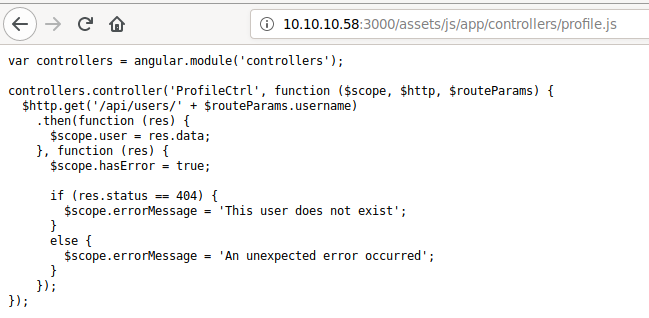 10.10.10.58:3000/assets/js/app/controllers/profile.js
var controllers = angular.module('controllers');
controllers.controller('ProfileCtrl', function ($scope, $http, $routeParams) {
  $http.get('/api/users/' + $routeParams.username)
    .then(function (res) {
      $scope.user = res.data;
    }, function (res) {
      $scope.hasError = true;
      if (res.status == 404) {
        $scope.errorMessage = 'This user does not exist';
      }
      else {
        $scope.errorMessage = 'An unexpected error occurred';
      }
    });
});